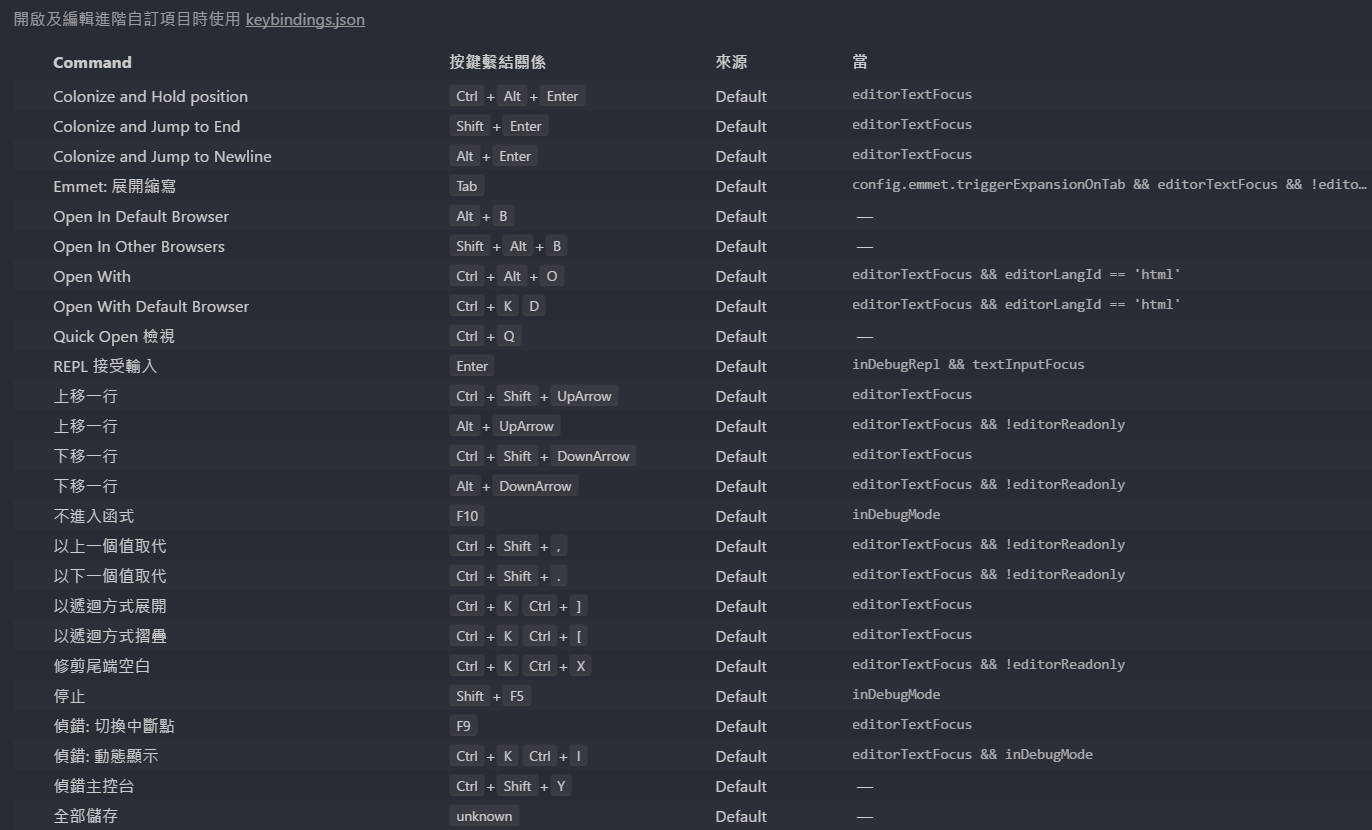 開啟及編輯進階自訂項目時使用 keybindings.json
Command 按鍵繫結關係 來源 當
Colonize and Hold position Ctrl + Alt + Enter Default editorTextFocus
Colonize and Jump to End Shift + Enter Default editorTextFocus
Colonize and Jump to Newline Alt + Enter Default editorTextFocus
Emmet: 展開縮寫 Tab Default config.emmet.triggerExpansionOnTab && editorTextFocus && !edito…
Open In Default Browser Alt + B Default —
Open In Other Browsers Shift + Alt + B Default —
Open With Ctrl + Alt + O Default editorTextFocus && editorLangId == 'html'
Open With Default Browser Ctrl + K D Default editorTextFocus && editorLangId == 'html'
Quick Open 檢視 Ctrl + Q Default —
REPL 接受輸入 Enter Default inDebugRepl && textInputFocus
上移一行 Ctrl + Shift + UpArrow Default editorTextFocus
上移一行 Alt + UpArrow Default editorTextFocus && !editorReadonly
下移一行 Ctrl + Shift + DownArrow Default editorTextFocus
下移一行 Alt + DownArrow Default editorTextFocus && !editorReadonly
不進入函式 F10 Default inDebugMode
以上一個值取代 Ctrl + Shift + , Default editorTextFocus && !editorReadonly
以下一個值取代 Ctrl + Shift + . Default editorTextFocus && !editorReadonly
以遞迴方式展開 Ctrl + K Ctrl + ] Default editorTextFocus
以遞迴方式摺疊 Ctrl + K Ctrl + [ Default editorTextFocus
修剪尾端空白 Ctrl + K Ctrl + X Default editorTextFocus && !editorReadonly
停止 Shift + F5 Default inDebugMode
偵錯: 切換中斷點 F9 Default editorTextFocus
偵錯: 動態顯示 Ctrl + K Ctrl + I Default editorTextFocus && inDebugMode
偵錯主控台 Ctrl + Shift + Y Default —
全部儲存 unknown Default —